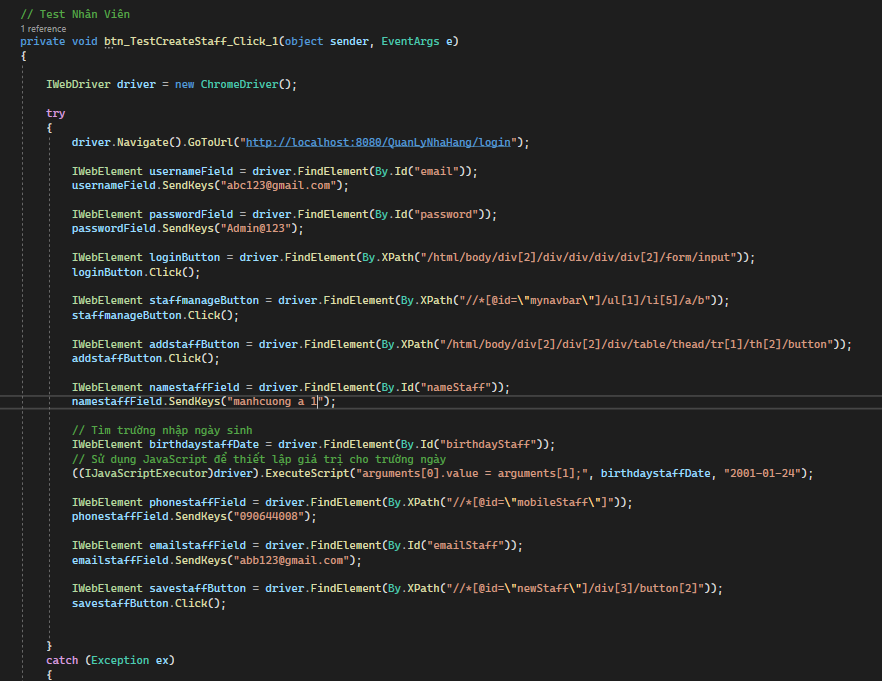 // Test Nhân Viên
1 reference
private void btn_TestCreateStaff_Click_1(object sender, EventArgs e)
{
IWebDriver driver = new ChromeDriver();
try
{
driver.Navigate().GoToUrl("http://localhost:8080/QuanLyNhaHang/login");
IWebElement usernameField = driver.FindElement(By.Id("email"));
usernameField.SendKeys("abc123@gmail.com");
IWebElement passwordField = driver.FindElement(By.Id("password"));
passwordField.SendKeys("Admin@123");
IWebElement loginButton = driver.FindElement(By.XPath("/html/body/div[2]/div/div/div/div[2]/form/input"));
loginButton.Click();
IWebElement staffmanageButton = driver.FindElement(By.XPath("//*[@id=\"mynavbar\"]/ul[1]/li[5]/a/b"));
staffmanageButton.Click();
IWebElement addstaffButton = driver.FindElement(By.XPath("/html/body/div[2]/div[2]/div/table/thead/tr[1]/th[2]/button"));
addstaffButton.Click();
IWebElement namestaffField = driver.FindElement(By.Id("nameStaff"));
namestaffField.SendKeys("manhcuong a 1");
// Tìm trường nhập ngày sinh
IWebElement birthdaystaffDate = driver.FindElement(By.Id("birthdayStaff"));
// Sử dụng JavaScript để thiết lập giá trị cho trường ngày
((IJavaScriptExecutor)driver).ExecuteScript("arguments[0].value = arguments[1];", birthdaystaffDate, "2001-01-24");
IWebElement phonestaffField = driver.FindElement(By.XPath("//*[@id=\"mobileStaff\"]"));
phonestaffField.SendKeys("090644008");
IWebElement emailstaffField = driver.FindElement(By.Id("emailStaff"));
emailstaffField.SendKeys("abb123@gmail.com");
IWebElement savestaffButton = driver.FindElement(By.XPath("//*[@id=\"newStaff\"]/div[3]/button[2]"));
savestaffButton.Click();
}
catch (Exception ex)
{